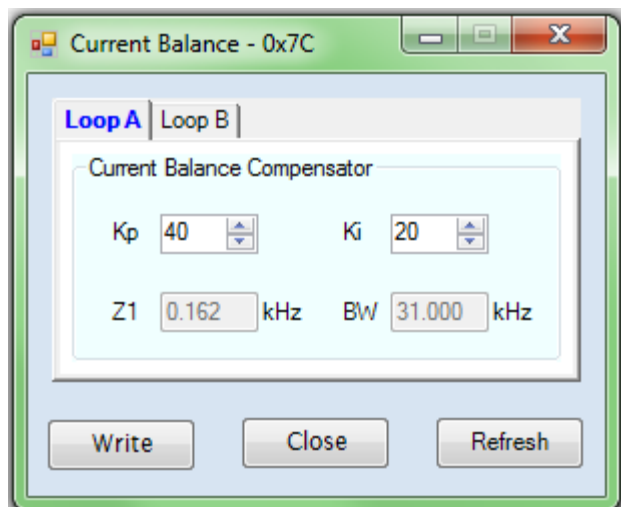 Current Balance - 0x7C
Loop A Loop B
Current Balance Compensator
Kp 40 Ki 20
Z1 0.162 kHz BW 31.000 kHz
Write Close Refresh